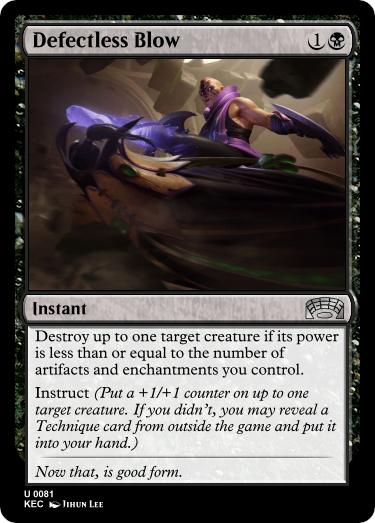 Defectless Blow
1
Instant
Destroy up to one target creature if its power
is less than or equal to the number of
artifacts and enchantments you control.
Instruct (Put a +1/+1 counter on up to one
target creature. If you didn't, you may reveal a
Technique card from outside the game and put it
into your hand.)
Now that, is good form.
U 0081
KEC Jihun Lee